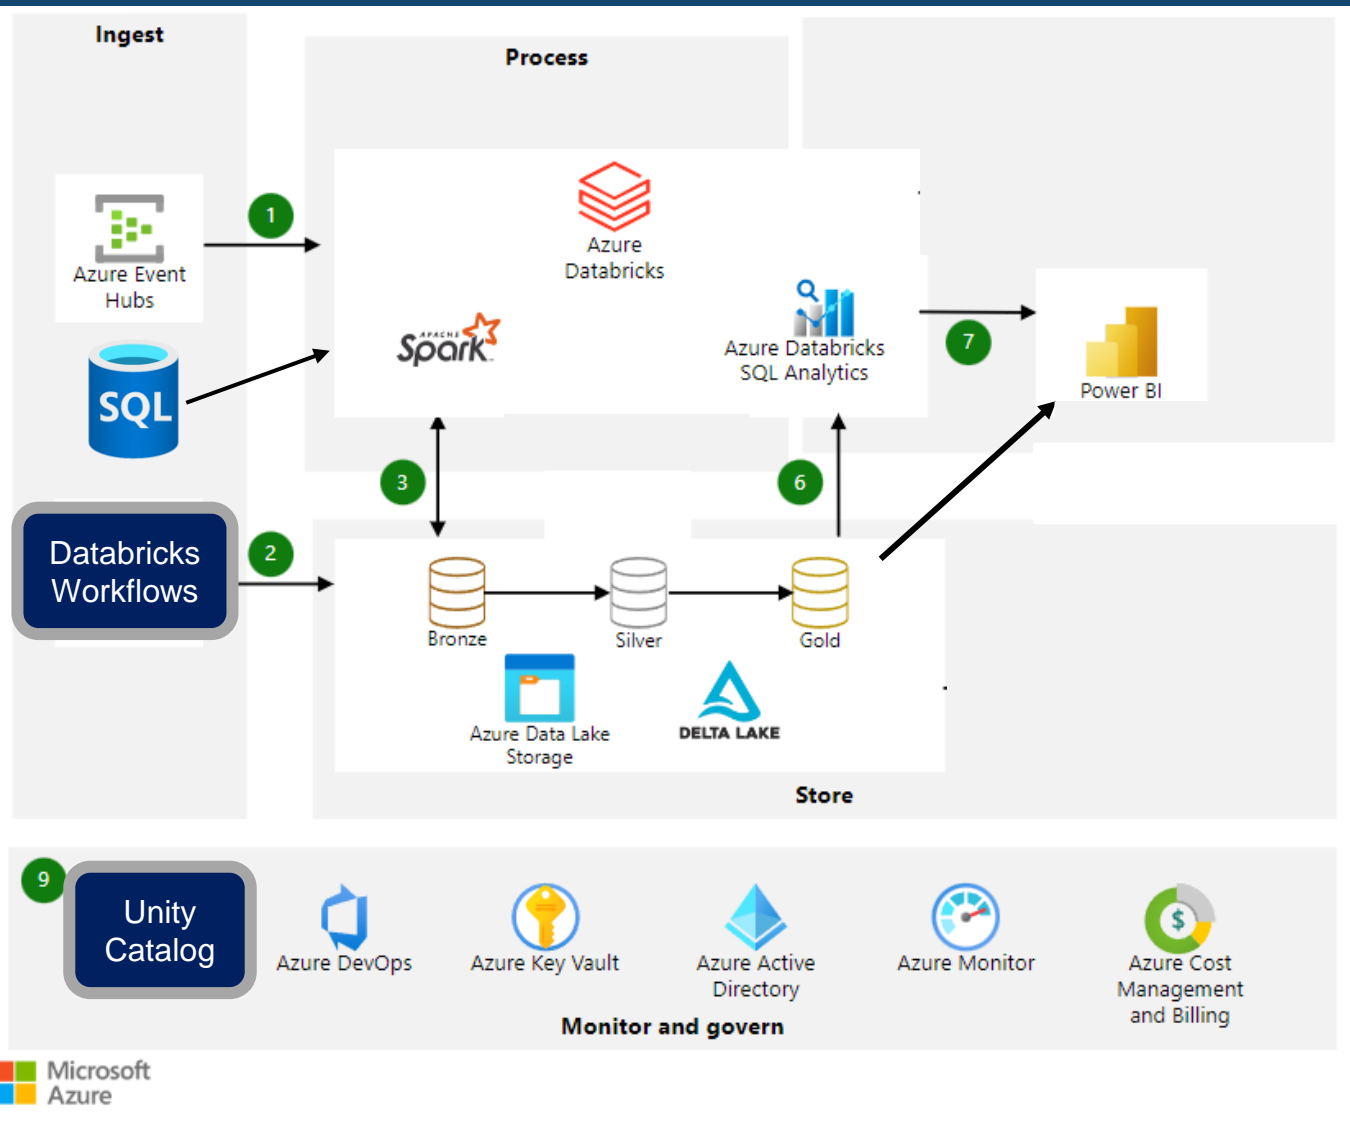 Ingest
Process
1
Azure Event
Hubs
SQL
Azure
Databricks
APACHE
Spark
Azure Databricks
SQL Analytics
7
Power BI
3
6
Databricks
Workflows
2
Bronze
Silver
Gold
Azure Data Lake
Storage
DELTA LAKE
Store
9
Unity
Catalog
Azure DevOps
Azure Key Vault
Azure Active
Directory
Azure Monitor
$
Azure Cost
Management
and Billing
Monitor and govern
Microsoft
Azure